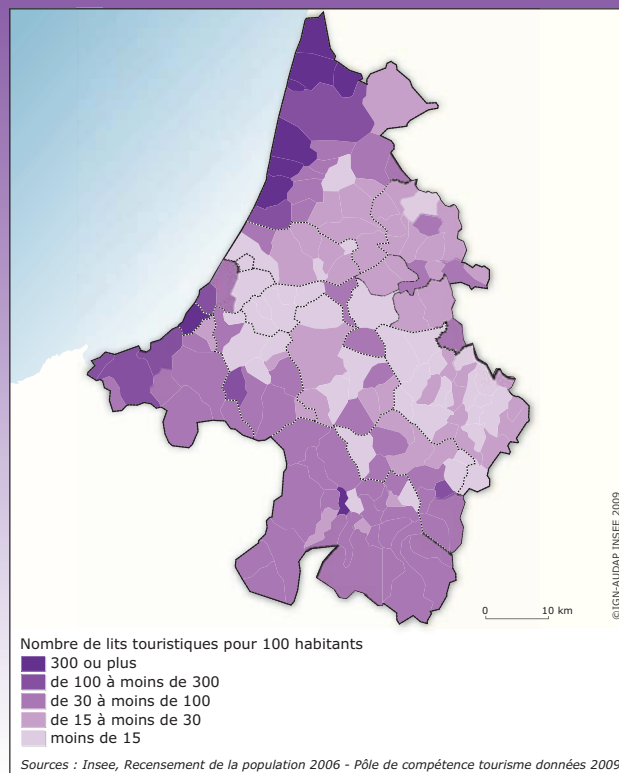 ©IGN-AUDAP INSEE 2009
0 10 km
Nombre de lits touristiques pour 100 habitants
300 ou plus
de 100 à moins de 300
de 30 à moins de 100
de 15 à moins de 30
moins de 15
Sources : Insee, Recensement de la population 2006 - Pôle de compétence tourisme données 2009